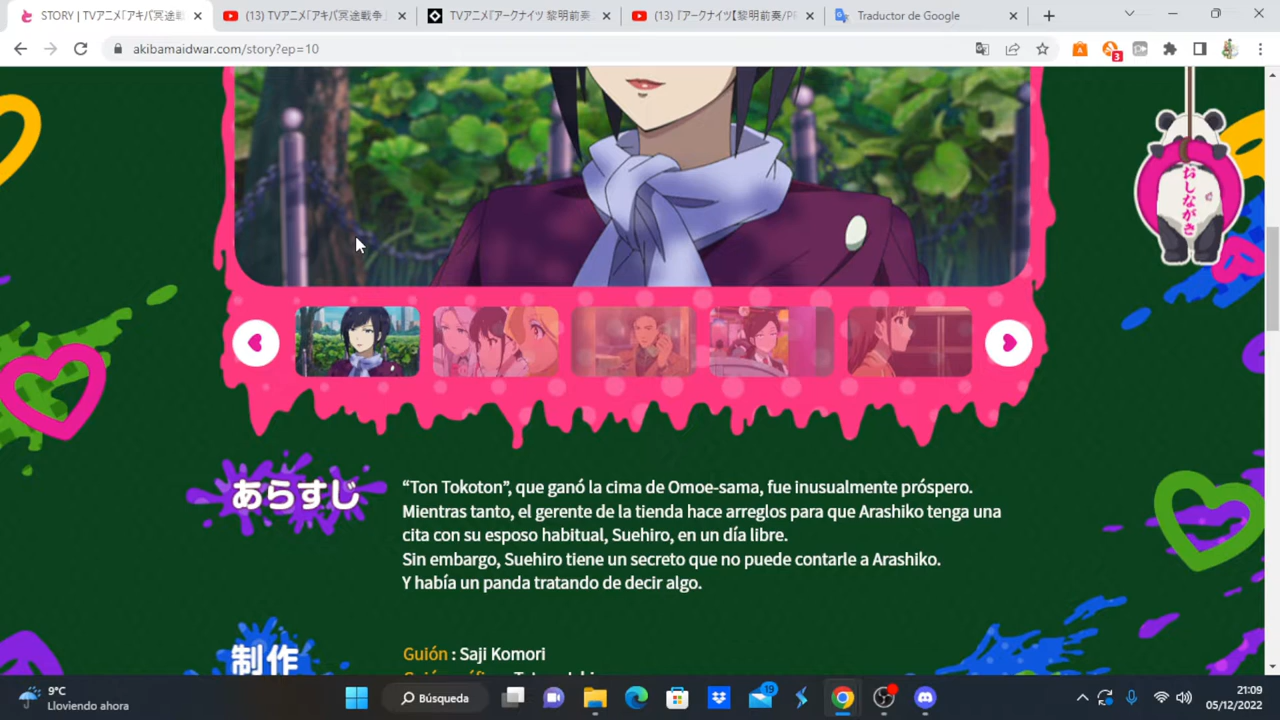 STORY | TVアニメ「アキバ冥途戦
(13) TVアニメ「アキバ冥途戦争」
TVアニメ『アークナイツ 黎明前奏/
(13) 『アークナイツ【黎明前奏/PR
Traductor de Google
akibamaidwar.com/story?ep=10
3
おしながき
あらすじ
“Ton Tokoton”, que ganó la cima de Omoe-sama, fue inusualmente próspero.
Mientras tanto, el gerente de la tienda hace arreglos para que Arashiko tenga una
cita con su esposo habitual, Suehiro, en un día libre.
Sin embargo, Suehiro tiene un secreto que no puede contarle a Arashiko.
Y había un panda tratando de decir algo.
制作
Guión : Saji Komori
9°C
Lloviendo ahora
Búsqueda
19
21:09
05/12/2022